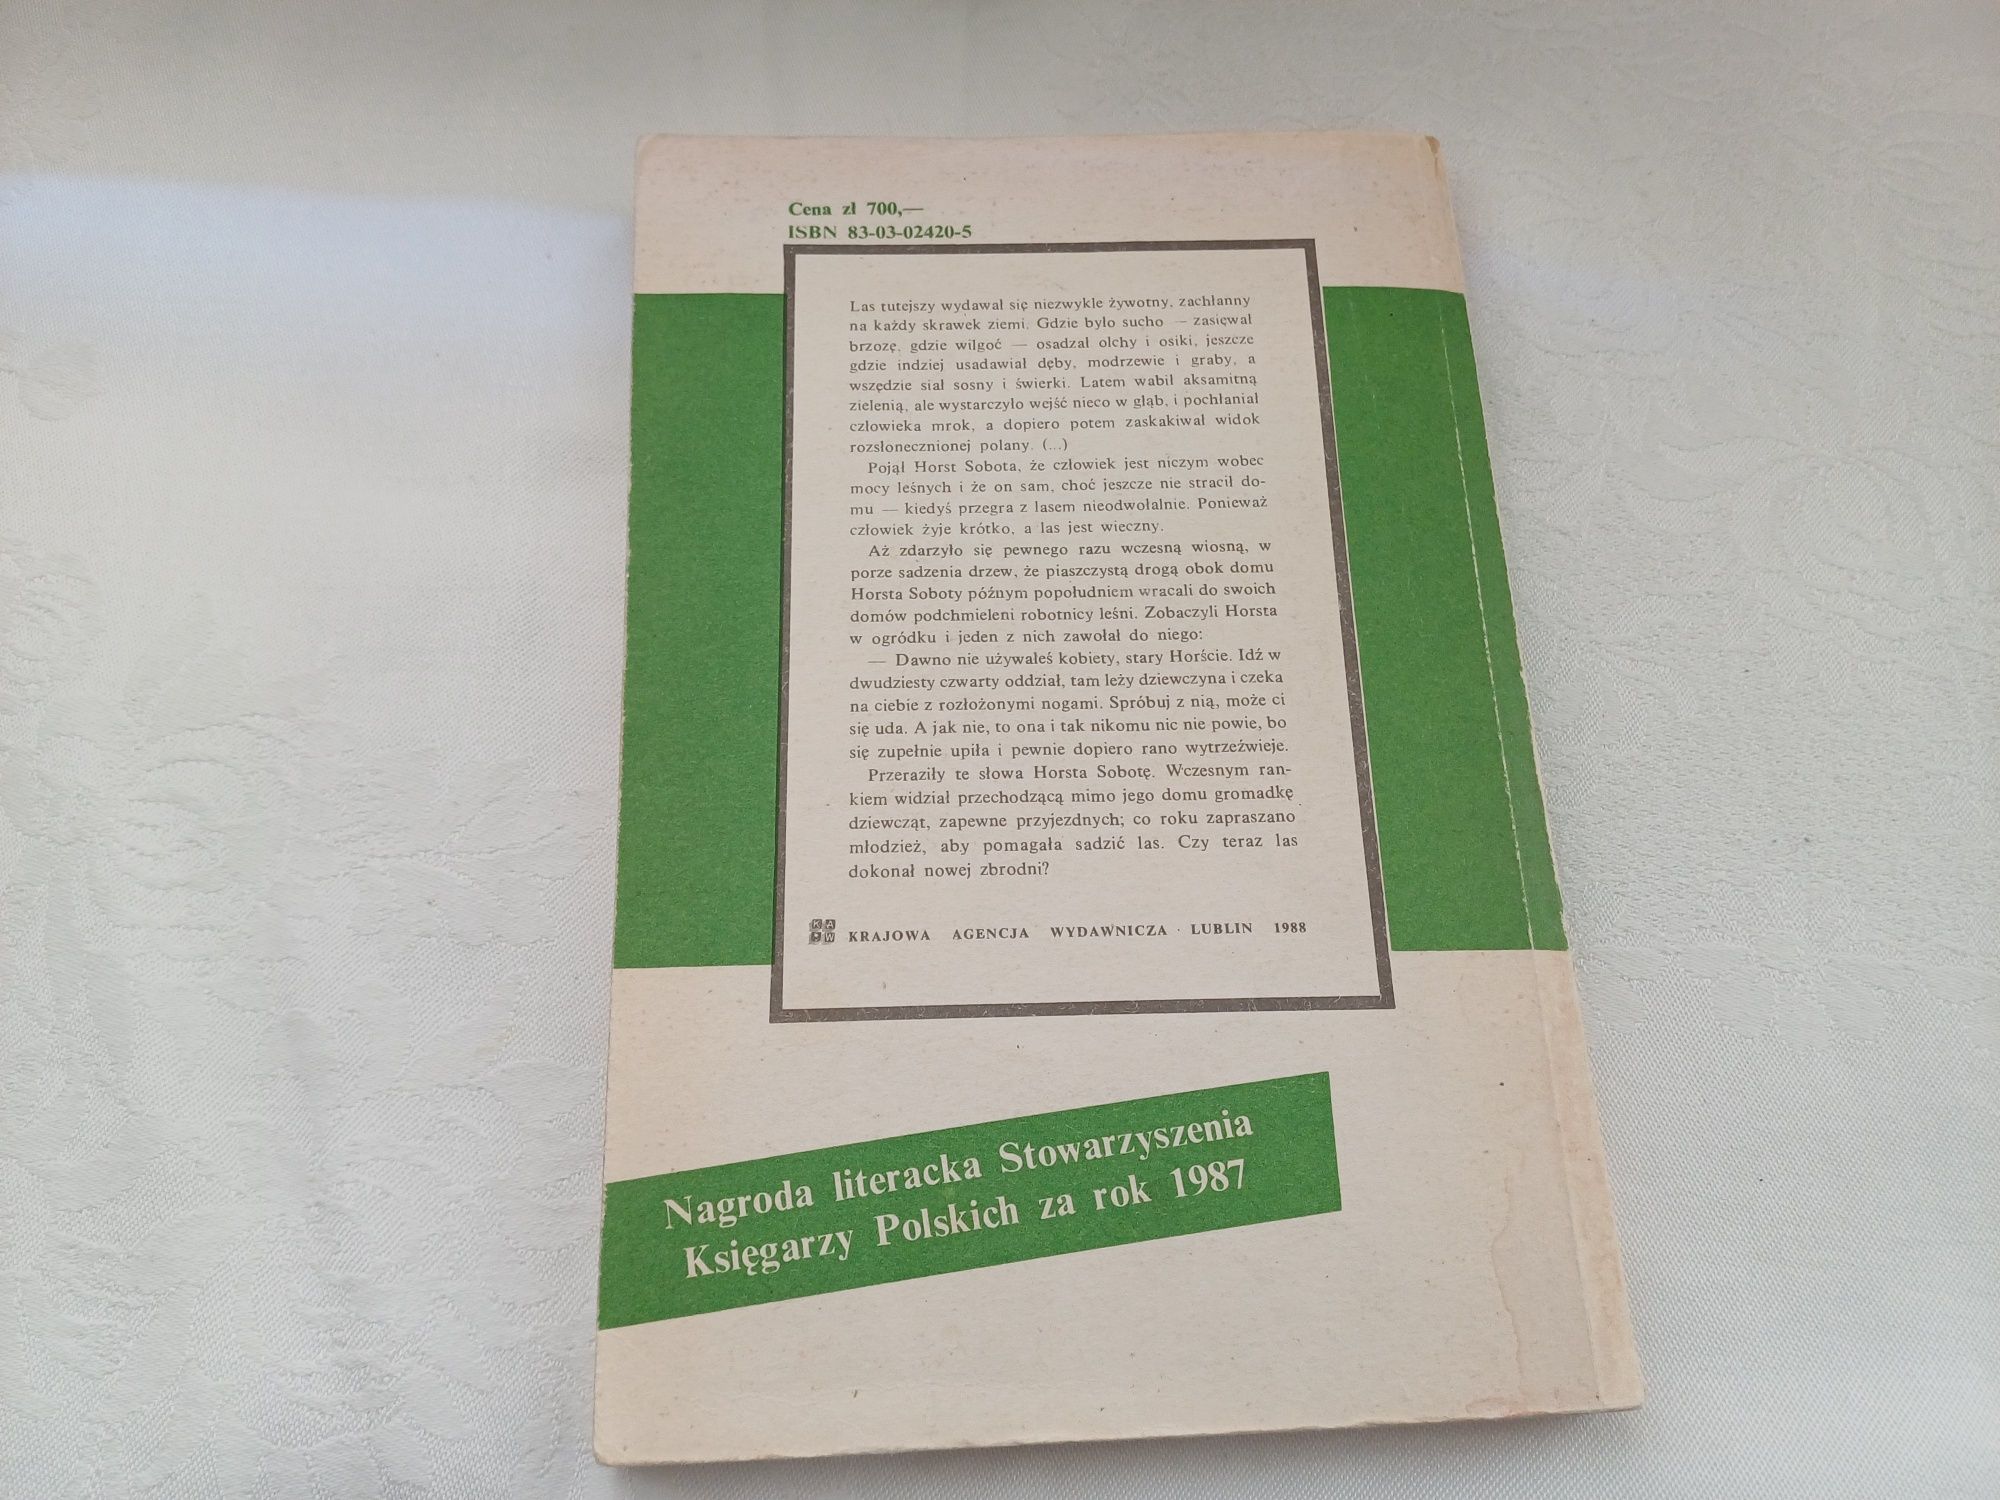 Cena zł 700,—
ISBN 83-03-02420-5
Las tutejszy wydawał się niezwykle żywotny, zachłanny
na każdy skrawek ziemi. Gdzie było sucho — zasiewał
brzozę, gdzie wilgoć — osadzał olchy i osiki, jeszcze
gdzie indziej usadawiał dęby, modrzewie i graby, a
wszędzie siał sosny i świerki. Latem wabił aksamitną
zielenią, ale wystarczyło wejść nieco w głąb, i pochłaniał
człowieka mrok, a dopiero potem zaskakiwał widok
rozsłonecznionej polany. (...)
Pojął Horst Sobota, że człowiek jest niczym wobec
mocy leśnych i że on sam, choć jeszcze nie stracił do-
mu — kiedyś przegra z lasem nieodwołalnie. Ponieważ
człowiek żyje krótko, a las jest wieczny.
Aż zdarzyło się pewnego razu wczesną wiosną, w
porze sadzenia drzew, że piaszczystą drogą obok domu
Horsta Soboty późnym popołudniem wracali do swoich
domów podchmieleni robotnicy leśni. Zobaczyli Horsta
w ogródku i jeden z nich zawołał do niego:
— Dawno nie używałeś kobiety, stary Horście. Idź w
dwudziesty czwarty oddział, tam leży dziewczyna i czeka
na ciebie z rozłożonymi nogami. Spróbuj z nią, może ci
się uda. A jak nie, to ona i tak nikomu nic nie powie, bo
się zupełnie upiła i pewnie dopiero rano wytrzeźwieje.
Przeraziły te słowa Horsta Sobotę. Wczesnym ran-
kiem widział przechodzącą mimo jego domu gromadkę
dziewcząt, zapewne przyjezdnych; co roku zapraszano
młodzież, aby pomagała sadzić las. Czy teraz las
dokonał nowej zbrodni?
KAW KRAJOWA AGENCJA WYDAWNICZA · LUBLIN 1988
Nagroda literacka Stowarzyszenia
Księgarzy Polskich za rok 1987